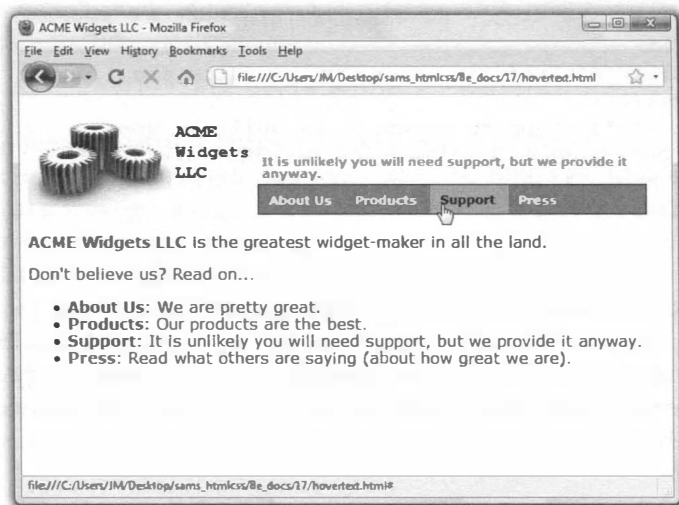 ACME Widgets LLC - Mozilla Firefox
File Edit View History Bookmarks Tools Help
file:///C:/Users/JM/Desktop/sams_htmlcss/8e_docs/17/hovertext.html
ACME
Widgets
LLC
It is unlikely you will need support, but we provide it
anyway.
About Us Products Support Press
ACME Widgets LLC is the greatest widget-maker in all the land.
Don't believe us? Read on...
• About Us: We are pretty great.
• Products: Our products are the best.
• Support: It is unlikely you will need support, but we provide it anyway.
• Press: Read what others are saying (about how great we are).
file:///C:/Users/JM/Desktop/sams_htmlcss/8e_docs/17/hovertext.html#